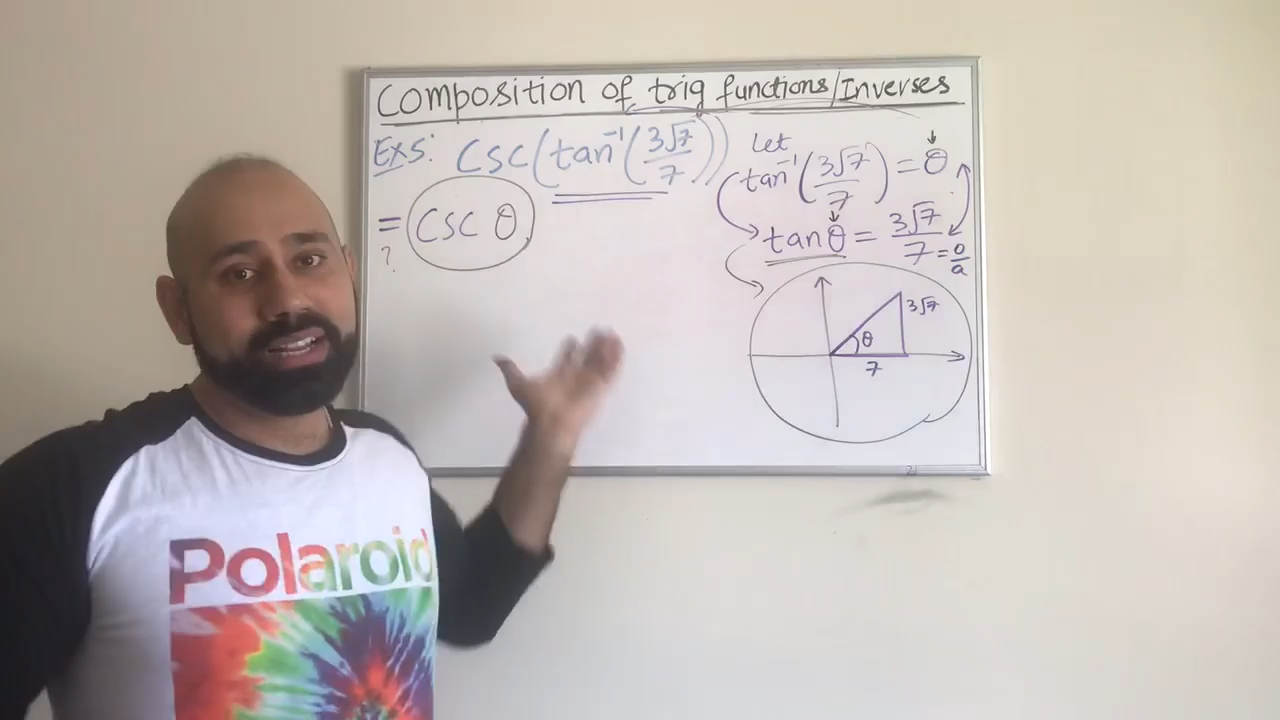 Composition of trig functions/Inverses
Ex5: csc(tan⁻¹(3√7/7))
= csc θ
?
let
tan⁻¹(3√7/7) = θ
tanθ = 3√7/7 = o/a
3√7
θ
7
Polaroid